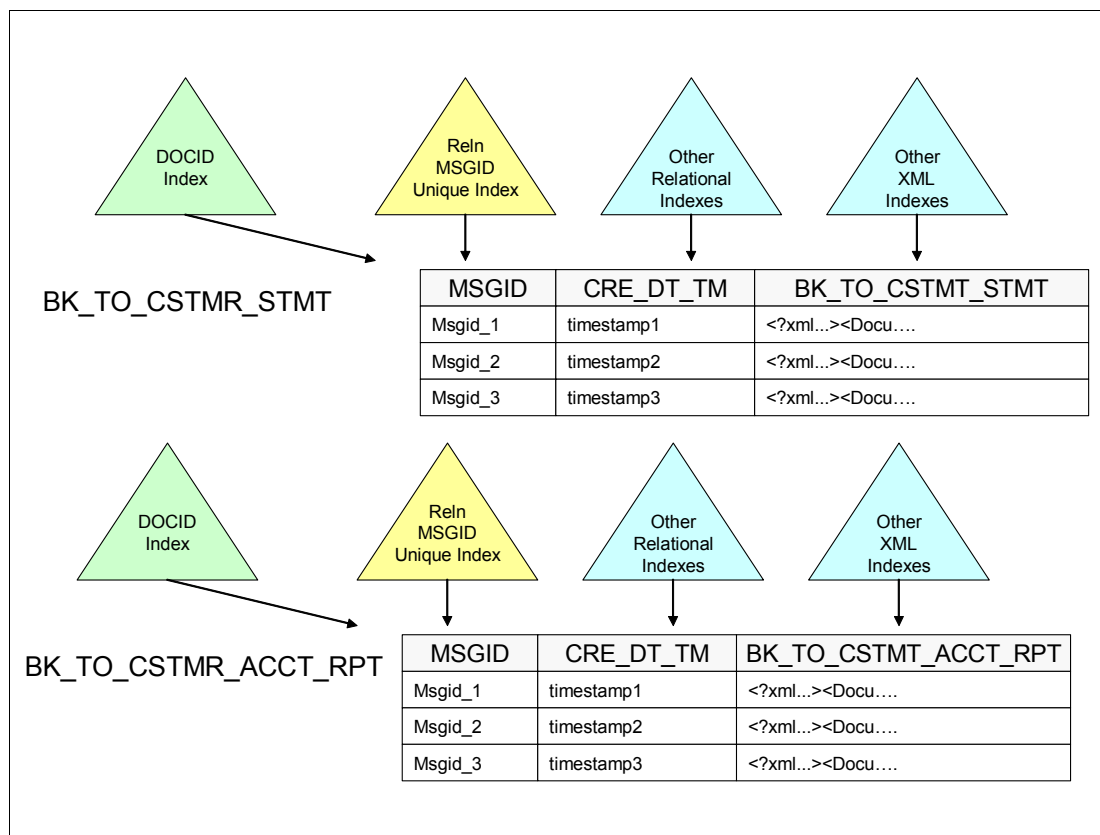 DOCID
Index
Reln
MSGID
Unique Index
Other
Relational
Indexes
Other
XML
Indexes
BK_TO_CSTMR_STMT
MSGID CRE_DT_TM BK_TO_CSTMT_STMT
Msgid_1 timestamp1 <?xml...><Docu….
Msgid_2 timestamp2 <?xml...><Docu….
Msgid_3 timestamp3 <?xml...><Docu….
DOCID
Index
Reln
MSGID
Unique Index
Other
Relational
Indexes
Other
XML
Indexes
BK_TO_CSTMR_ACCT_RPT
MSGID CRE_DT_TM BK_TO_CSTMT_ACCT_RPT
Msgid_1 timestamp1 <?xml...><Docu….
Msgid_2 timestamp2 <?xml...><Docu….
Msgid_3 timestamp3 <?xml...><Docu….